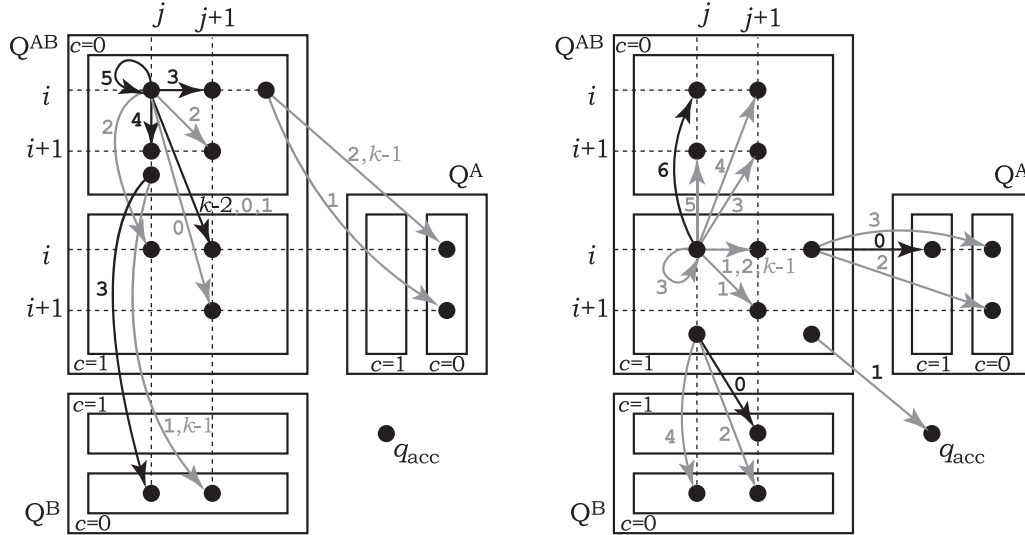 j j+1
Q^AB c=0
i 5 3
2 4 2
i+1
2,k-1
Q^A
k-2,0,1 1
i 0
3
i+1
c=1 c=1 c=0
c=1
1,k-1
q_acc
Q^B c=0
j j+1
Q^AB c=0
i
i+1
6 4
Q^A
5 3
i 3 0
3 1,2,k-1 2
1
i+1
c=1 c=1 c=0
1
0
c=1
4 2
q_acc
Q^B c=0